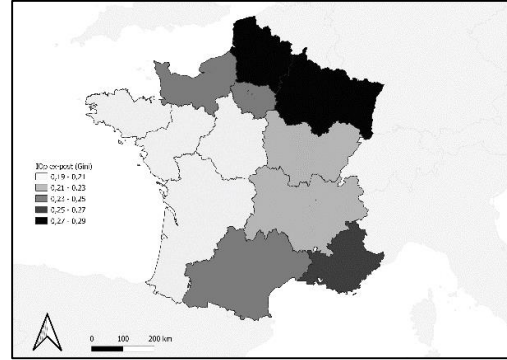 IOp ex-post (Gini)
0,19 - 0,21
0,21 - 0,23
0,23 - 0,25
0,25 - 0,27
0,27 - 0,29
0 100 200 km